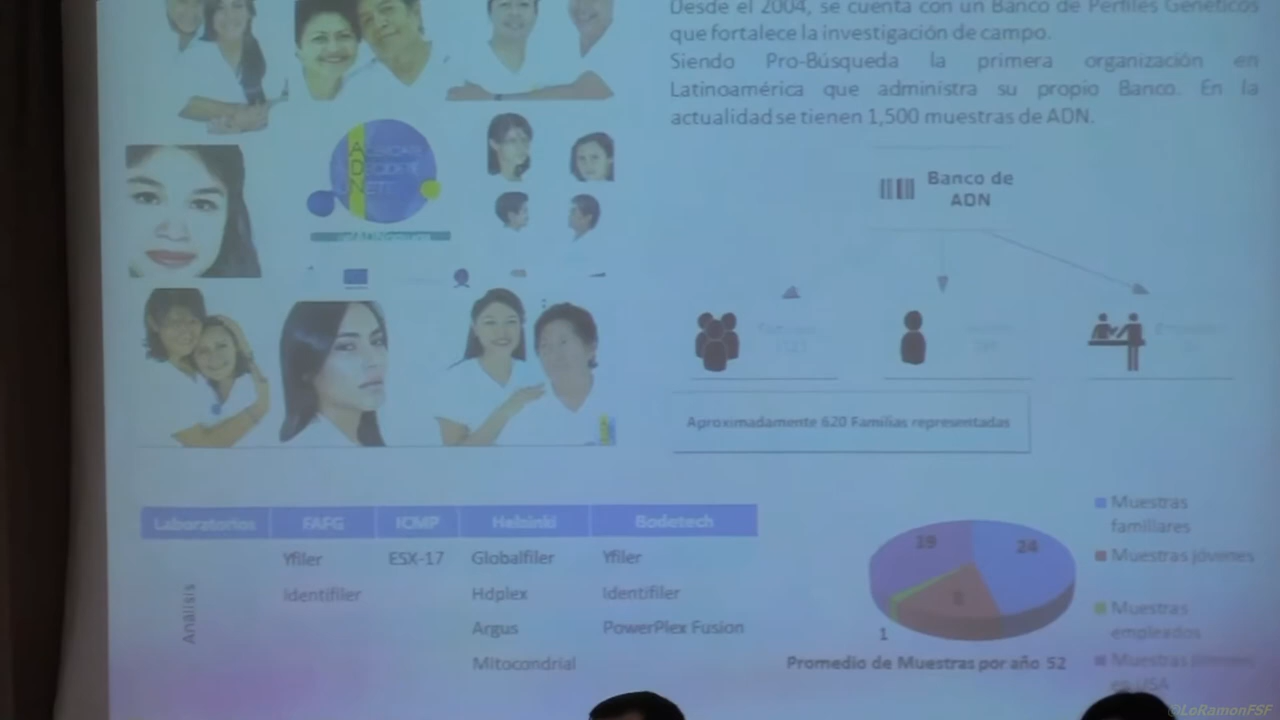 Desde el 2004, se cuenta con un Banco de Perfiles Genéticos
que fortalece la investigación de campo.
Siendo Pro-Búsqueda la primera organización en
Latinoamérica que administra su propio Banco. En la
actualidad se tienen 1,500 muestras de ADN.
Banco de
ADN
Aproximadamente 620 Familias representadas
Laboratorios FAFG ICMP Helsinki Bodetech
Análisis
Yfiler ESX-17 Globalfiler Yfiler
Identifiler Hdplex Identifiler
Argus PowerPlex Fusion
Mitocondrial
19
24
1
Promedio de Muestras por año 52
Muestras
familiares
Muestras jóvenes
Muestras
empleados
Muestras
©LoRamonFSF